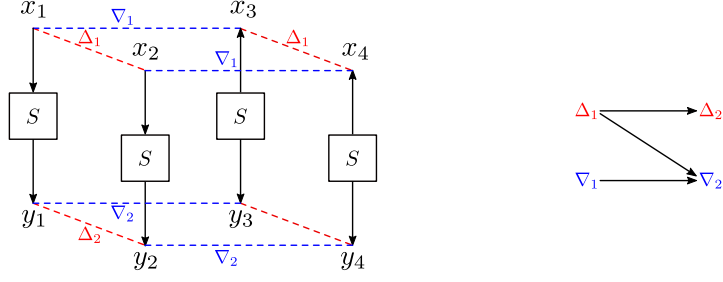 x₁ ∇₁ x₃
Δ₁ x₂ Δ₁ x₄
∇₁
S S
Δ₁ Δ₂
S S
∇₁ ∇₂
y₁ ∇₂ y₃
Δ₂ y₂ ∇₂ y₄